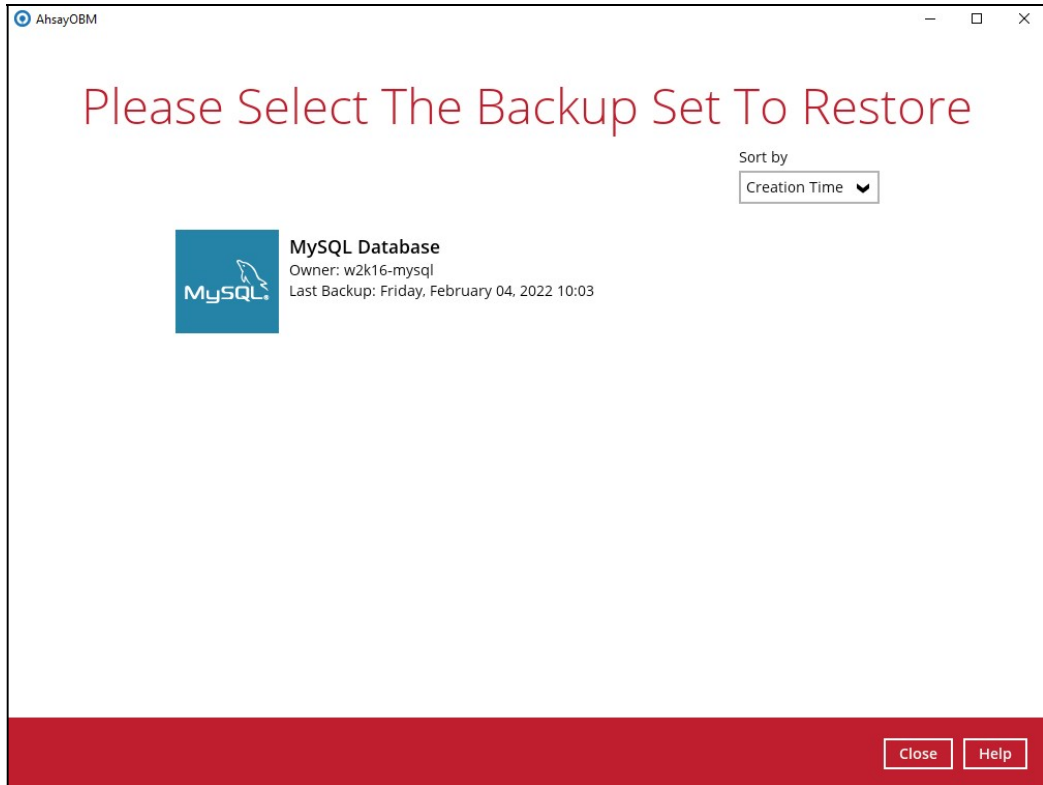 AhsayOBM
Please Select The Backup Set To Restore
Sort by
Creation Time
MySQL Database
Owner: w2k16-mysql
Last Backup: Friday, February 04, 2022 10:03
MySQL.
Close
Help